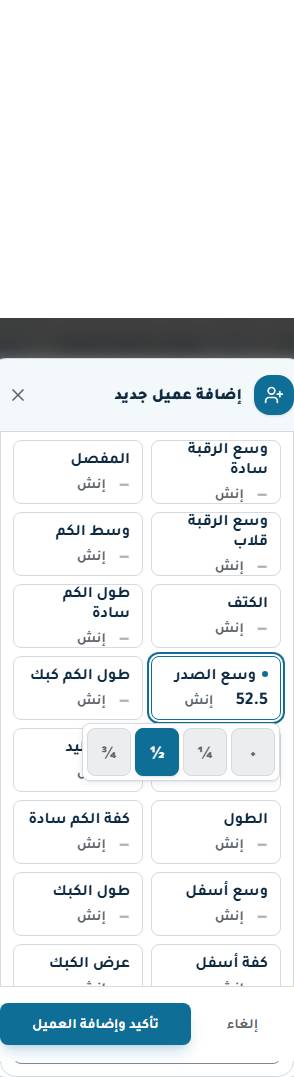 إضافة عميل جديد
وسع الرقبة سادة
— إنش
المفصل
— إنش
وسع الرقبة قلاب
— إنش
وسط الكم
— إنش
الكتف
— إنش
طول الكم سادة
— إنش
وسع الصدر
52.5 إنش
طول الكم كبك
— إنش
٠ ¼ ½ ¾
الطول
— إنش
كفة الكم سادة
— إنش
وسع أسفل
— إنش
طول الكبك
— إنش
كفة أسفل
عرض الكبك
إلغاء
تأكيد وإضافة العميل